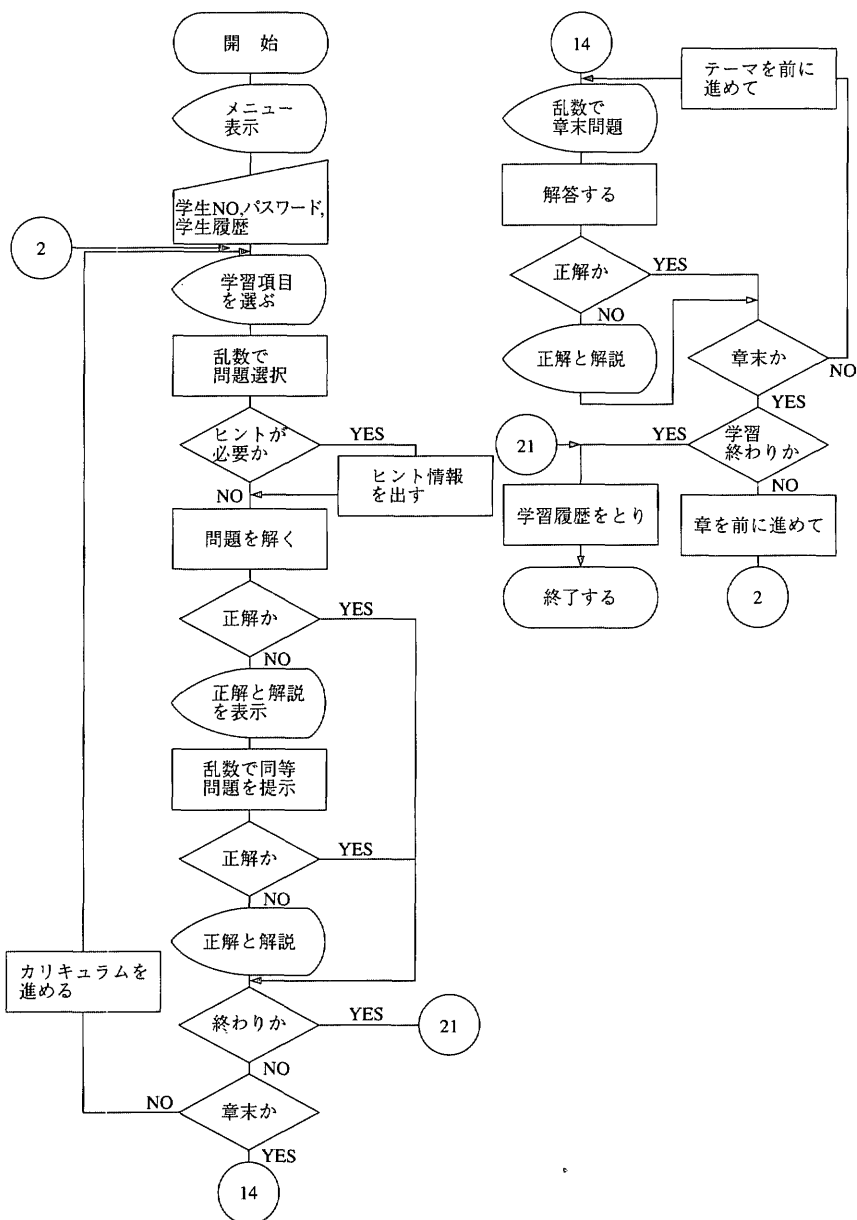 開 始
メニュー
表示
学生NO,パスワード,
学生履歴
2
学習項目
を選ぶ
乱数で
問題選択
ヒントが
必要か
YES
ヒント情報
を出す
NO
問題を解く
正解か
YES
NO
正解と解説
を表示
乱数で同等
問題を提示
正解か
YES
NO
正解と解説
カリキュラムを
進める
終わりか
YES
21
NO
章末か
NO
YES
14
14
テーマを前に
進めて
乱数で
章末問題
解答する
正解か
YES
NO
正解と解説
章末か
NO
YES
学習
終わりか
YES
21
NO
学習履歴をとり
章を前に進めて
終了する
2